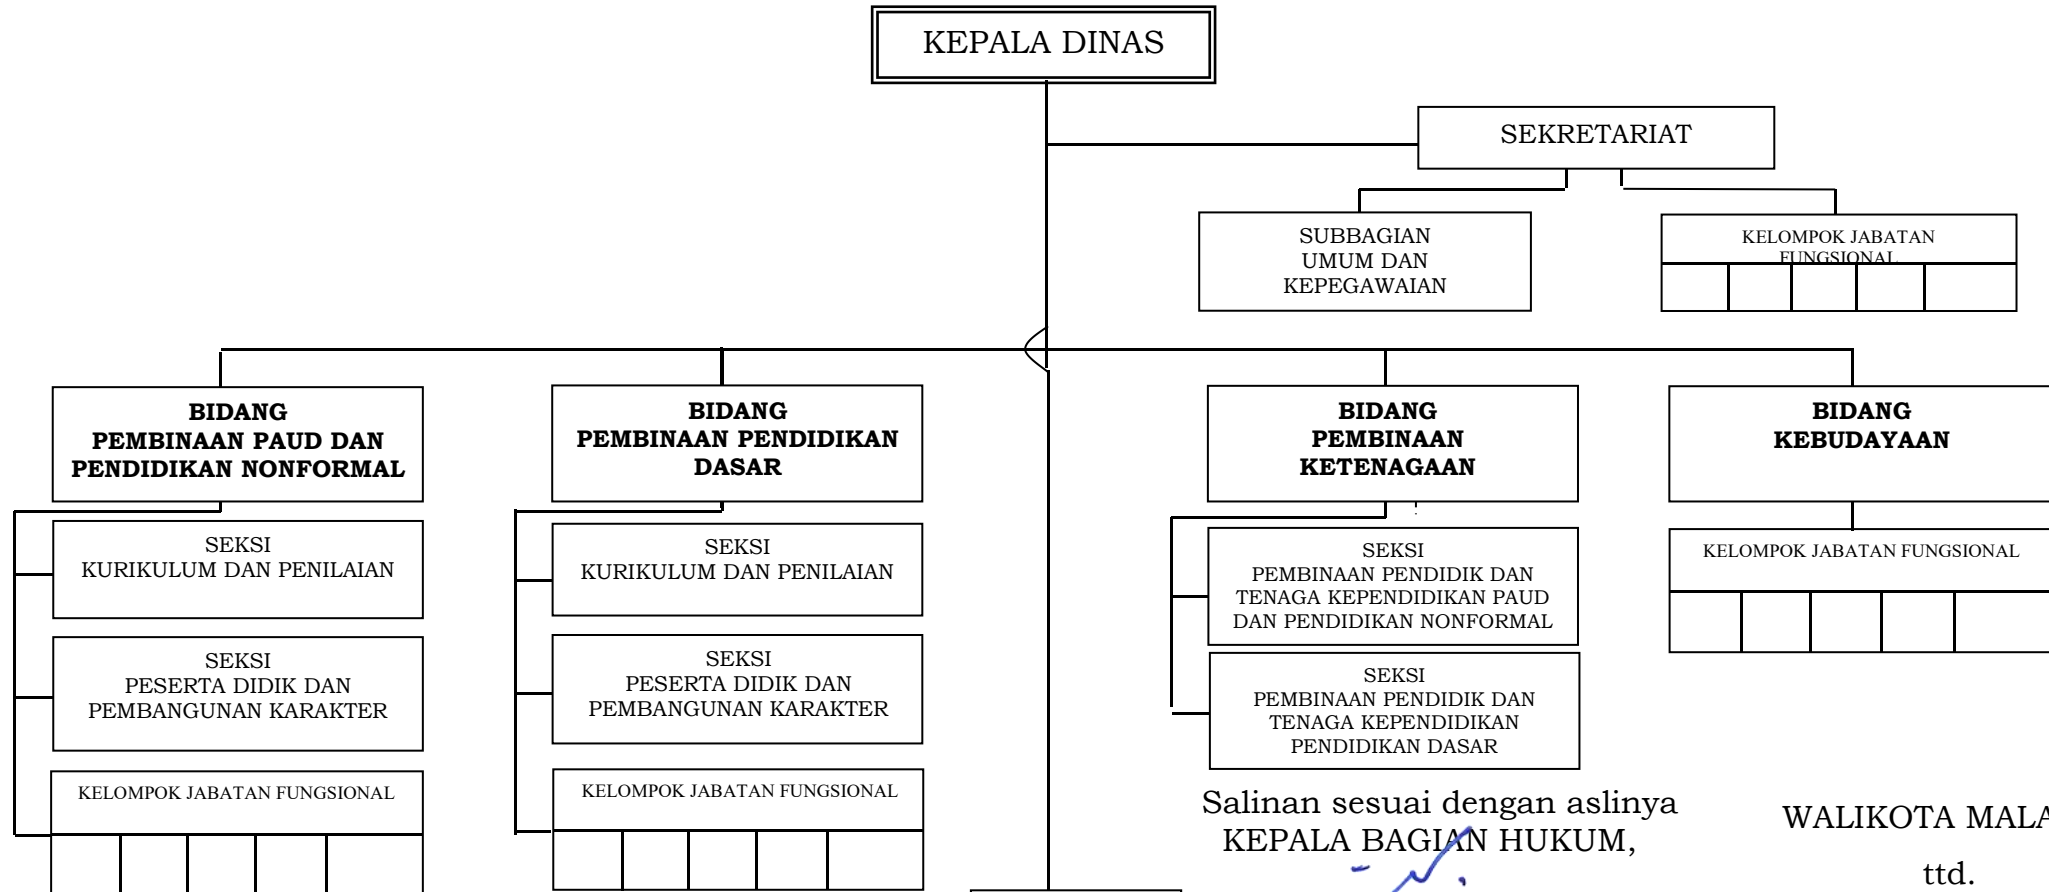 KEPALA DINAS
SEKRETARIAT
SUBBAGIAN
UMUM DAN
KEPEGAWAIAN
KELOMPOK JABATAN
FUNGSIONAL
BIDANG
PEMBINAAN PAUD DAN
PENDIDIKAN NONFORMAL
BIDANG
PEMBINAAN PENDIDIKAN
DASAR
BIDANG
PEMBINAAN
KETENAGAAN
BIDANG
KEBUDAYAAN
SEKSI
KURIKULUM DAN PENILAIAN
SEKSI
PESERTA DIDIK DAN
PEMBANGUNAN KARAKTER
KELOMPOK JABATAN FUNGSIONAL
SEKSI
KURIKULUM DAN PENILAIAN
SEKSI
PESERTA DIDIK DAN
PEMBANGUNAN KARAKTER
KELOMPOK JABATAN FUNGSIONAL
SEKSI
PEMBINAAN PENDIDIK DAN
TENAGA KEPENDIDIKAN PAUD
DAN PENDIDIKAN NONFORMAL
SEKSI
PEMBINAAN PENDIDIK DAN
TENAGA KEPENDIDIKAN
PENDIDIKAN DASAR
KELOMPOK JABATAN FUNGSIONAL
Salinan sesuai dengan aslinya
KEPALA BAGIAN HUKUM,
WALIKOTA MALA
ttd.